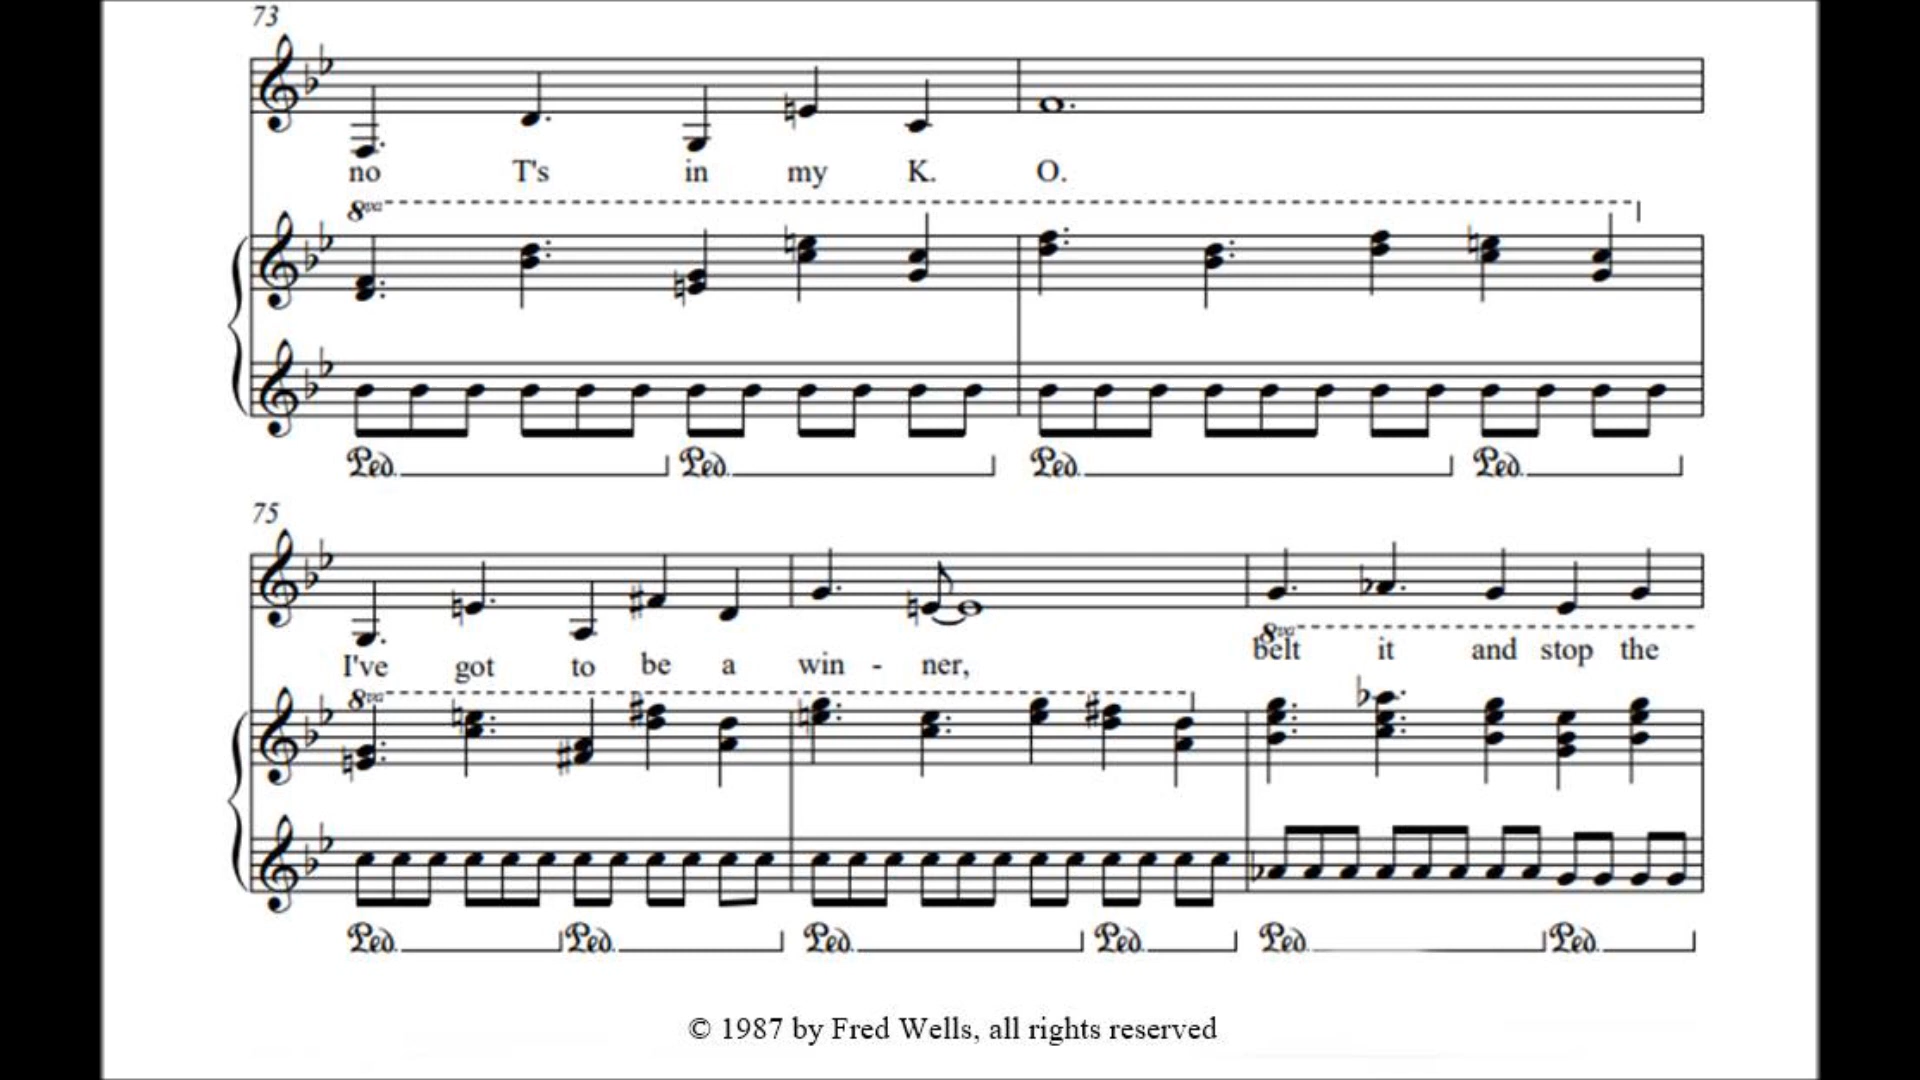 73
no T's in my K. O.
8va
Ped. Ped. Ped. Ped.
75
I've got to be a win - ner, belt it and stop the
8va 8va
Ped. Ped. Ped. Ped. Ped. Ped.
© 1987 by Fred Wells, all rights reserved